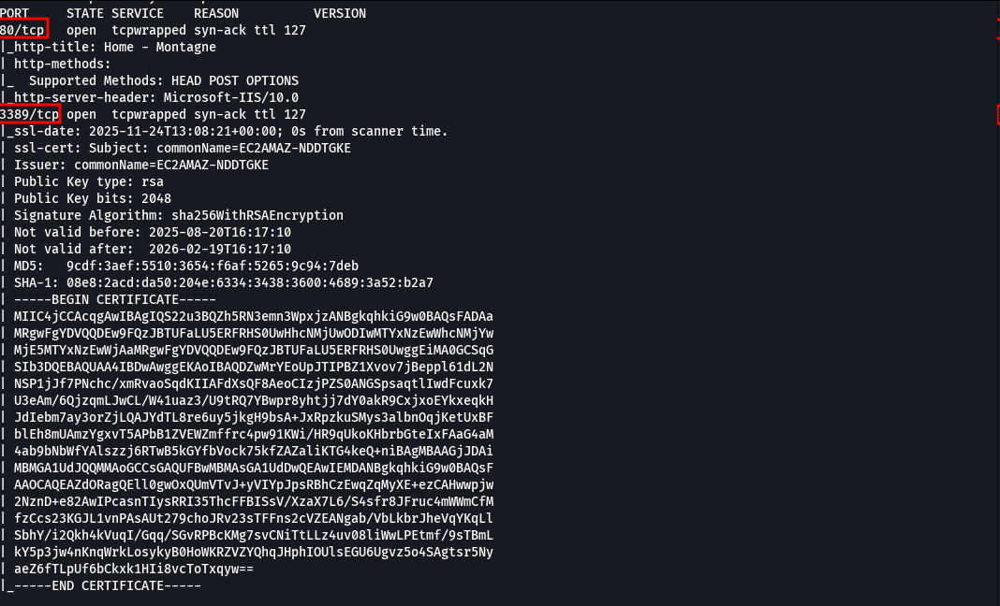 PORT     STATE SERVICE    REASON          VERSION
80/tcp   open  tcpwrapped syn-ack ttl 127
|_http-title: Home - Montagne
| http-methods:
|_  Supported Methods: HEAD POST OPTIONS
|_http-server-header: Microsoft-IIS/10.0
3389/tcp open  tcpwrapped syn-ack ttl 127
|_ssl-date: 2025-11-24T13:08:21+00:00; 0s from scanner time.
| ssl-cert: Subject: commonName=EC2AMAZ-NDDTGKE
| Issuer: commonName=EC2AMAZ-NDDTGKE
| Public Key type: rsa
| Public Key bits: 2048
| Signature Algorithm: sha256WithRSAEncryption
| Not valid before: 2025-08-20T16:17:10
| Not valid after:  2026-02-19T16:17:10
| MD5:   9cdf:3aef:5510:3654:f6af:5265:9c94:7deb
| SHA-1: 08e8:2acd:da50:204e:6334:3438:3600:4689:3a52:b2a7
| -----BEGIN CERTIFICATE-----
| MIIC4jCCAcqgAwIBAgIQS22u3BQZh5RN3emn3WpxjzANBgkqhkiG9w0BAQsFADAa
| MRgwFgYDVQQDEw9FQzJBTUFaLU5ERFRHS0UwHhcNMjUwODIwMTYxNzEwWhcNMjYw
| MjE5MTYxNzEwWjAaMRgwFgYDVQQDEw9FQzJBTUFaLU5ERFRHS0UwggEiMA0GCSqG
| SIb3DQEBAQUAA4IBDwAwggEKAoIBAQDZwMrYEoUpJTIPBZ1Xvov7jBeppl61dL2N
| NSP1jJf7PNchc/xmRvaoSqdKIIAFdXsQF8AeoCIzjPZS0ANGSpsaqtlIwdFcuxk7
| U3eAm/6QjzqmLJwCL/W41uaz3/U9tRQ7YBwpr8yhtjj7dY0akR9CxjxoEYkxeqkH
| JdIebm7ay3orZjLQAJYdTL8re6uy5jkgH9bsA+JxRpzkuSMys3albnOqjKetUxBF
| blEh8mUAmzYgxvT5APbB1ZVEWZmffrc4pw91KWi/HR9qUkoKHbrbGteIxFAaG4aM
| 4ab9bNbWfYAlszzj6RTwB5kGYfbVock75kfZAZaliKTG4keQ+niBAgMBAAGjJDAi
| MBMGA1UdJQQMMAoGCCsGAQUFBwMBMAsGA1UdDwQEAwIEMDANBgkqhkiG9w0BAQsF
| AAOCAQEAZdORagQEll0gwOxQUmVTvJ+yVIYpJpsRBhCzEwqZqMyXE+ezCAHwwpjw
| 2NznD+e82AwIPcasnTIysRRI35ThcFFBISsV/XzaX7L6/S4sfr8JFruc4mWWmCfM
| fzCcs23KGJL1vnPAsAUt279choJRv23sTFFns2cVZEANgab/VbLkbrJheVqYKqLl
| SbhY/i2Qkh4kVuqI/Gqq/SGvRPBcKMg7svCNiTtLLz4uv08liWwLPEtmf/9sTBmL
| kY5p3jw4nKnqWrkLosykyB0HoWKRZVZYQhqJHphIOUlsEGU6Ugvz5o4SAgtsr5Ny
| aeZ6fTLpUf6bCkxk1HIi8vcToTxqyw==
|_-----END CERTIFICATE-----